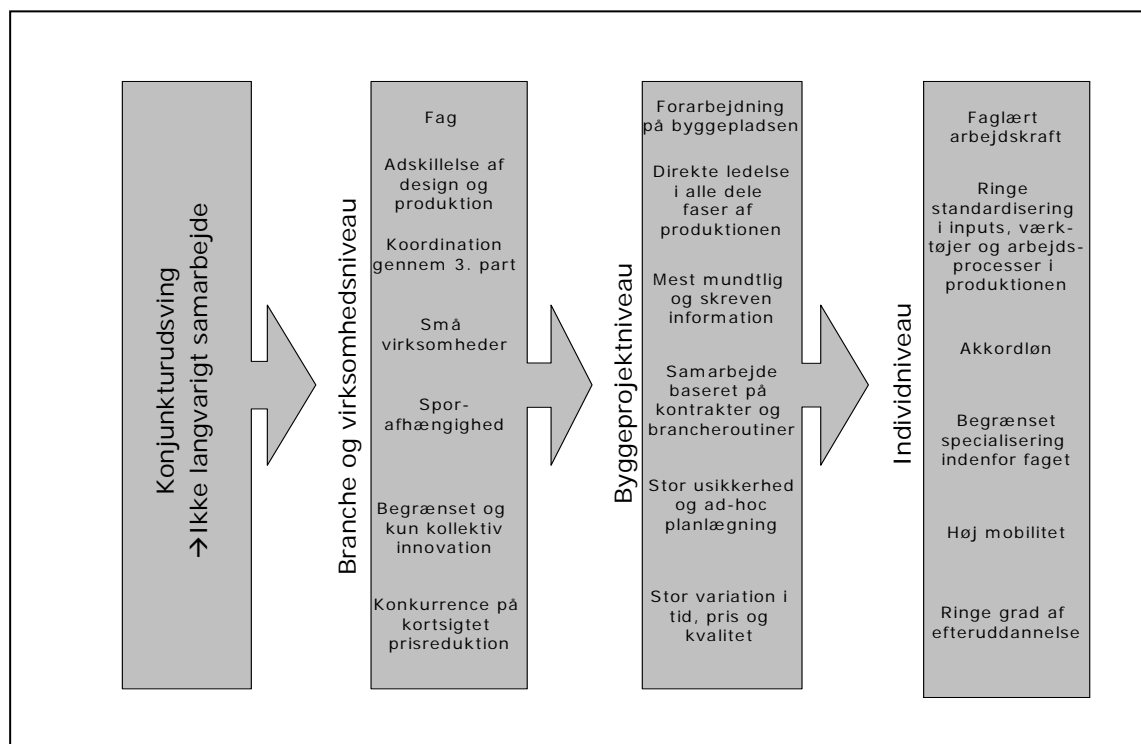 Konjunkturudsving
→Ikke langvarigt samarbejde
Branche og virksomhedsniveau
Fag
Adskillelse af
design og
produktion
Koordination
gennem 3. part
Små
virksomheder
Spor-
afhængighed
Begrænset og
kun kollektiv
innovation
Konkurrence på
kortsigtet
prisreduktion
Byggeprojektniveau
Forarbejdning
på byggepladsen
Direkte ledelse
i alle dele
faser af
produktionen
Mest mundtlig
og skreven
information
Samarbejde
baseret på
kontrakter og
brancheroutiner
Stor usikkerhed
og ad-hoc
planlægning
Stor variation i
tid, pris og
kvalitet
Individniveau
Faglært
arbejdskraft
Ringe
standardisering
i inputs, værk-
tøjer og arbejds-
processer i
produktionen
Akkordløn
Begrænset
specialisering
indenfor faget
Høj mobilitet
Ringe grad af
efteruddannelse